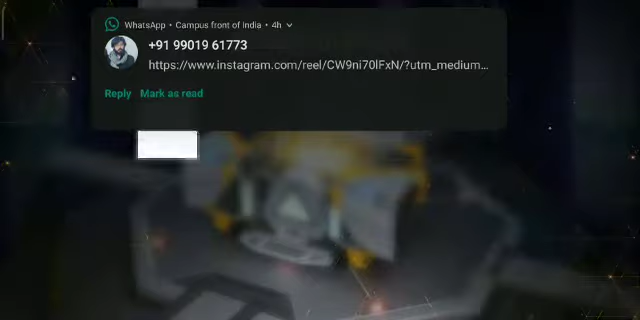 WhatsApp • Campus front of India • 4h
+91 99019 61773
https://www.instagram.com/reel/CW9ni70lFxN/?utm_medium...
Reply Mark as read